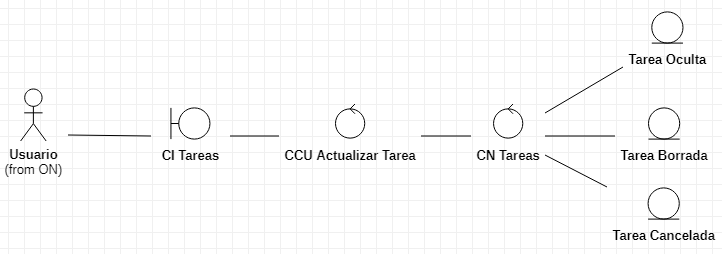 Tarea Oculta
Usuario
(from ON)
CI Tareas
CCU Actualizar Tarea
CN Tareas
Tarea Borrada
Tarea Cancelada